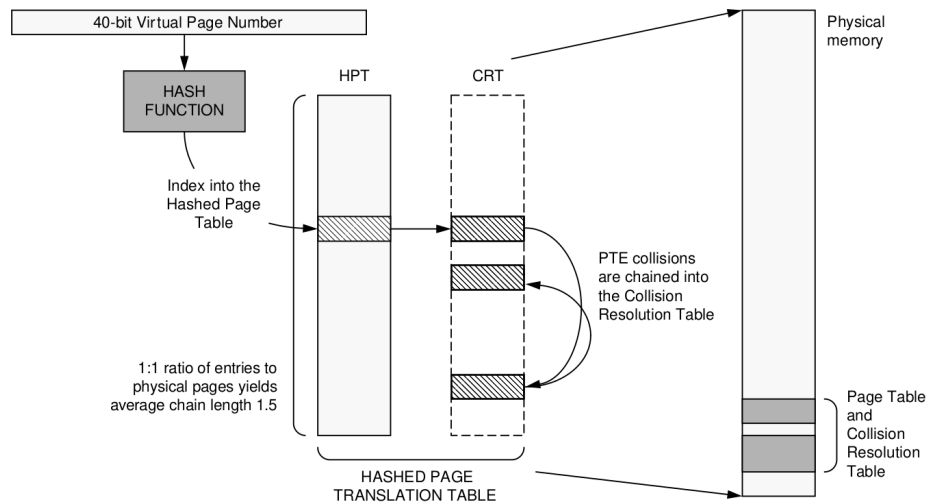 40-bit Virtual Page Number
Physical
memory
HPT
CRT
HASH
FUNCTION
Index into the
Hashed Page
Table
PTE collisions
are chained into
the Collision
Resolution Table
1:1 ratio of entries to
physical pages yields
average chain length 1.5
Page Table
and
Collision
Resolution
Table
HASHED PAGE
TRANSLATION TABLE